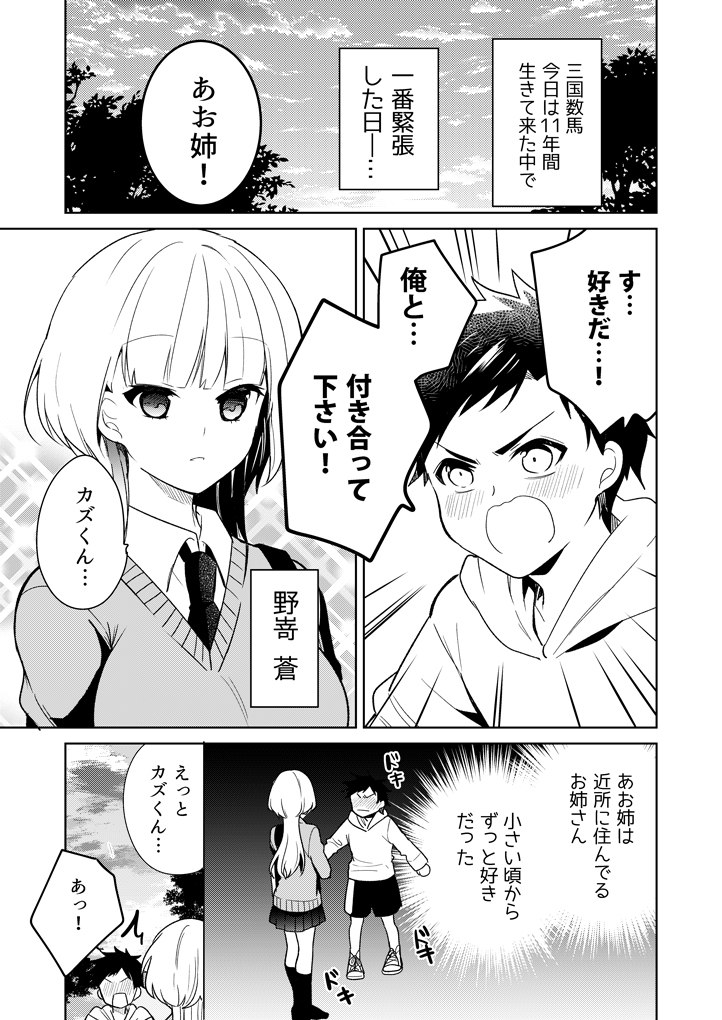 三国数馬
今日は11年間
生きて来た中で
一番緊張
した日―…
あお姉！
す…
好きだ…！
俺と…
付き合って
下さい！
カズくん…
野嵜 蒼
あお姉は
近所に住んでる
お姉さん
小さい頃から
ずっと好き
だった
ドキ
ドキ
ドキ
えっと
カズくん…
あっ！